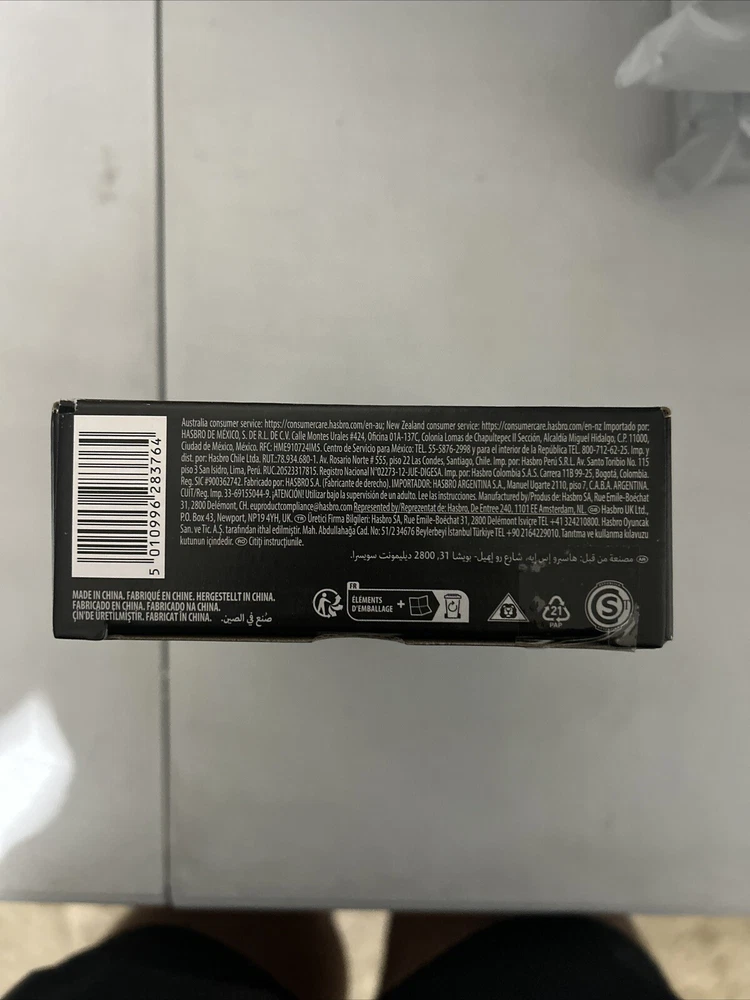 Australia consumer service: https://consumercare.hasbro.com/en-au; New Zealand consumer service: https://consumercare.hasbro.com/en-nz Importado por:
HASBRO DE MÉXICO, S. DE R.L. DE C.V. Calle Montes Urales #424, Oficina 01A-137C, Colonia Lomas de Chapultepec II Sección, Alcaldía Miguel Hidalgo, C.P. 11000,
Ciudad de México, México. RFC: HME910724IM5. Centro de Servicio para México: TEL. 55-5876-2998 y para el interior de la República TEL. 800-712-62-25. Imp. y
dist. por: Hasbro Chile Ltda. RUT.:78.934.680-1. Av. Rosario Norte # 555, piso 22 Las Condes, Santiago, Chile. Imp. por: Hasbro Perú S.R.L. Av. Santo Toribio No. 115
piso 3 San Isidro, Lima, Perú. RUC.20523317815. Registro Nacional N°02273-12-JUE-DIGESA. Imp. por: Hasbro Colombia S.A.S. Carrera 11B 99-25, Bogotá, Colombia.
Reg. SIC #900362742. Fabricado por: HASBRO S.A. (Fabricante de derecho). IMPORTADOR: HASBRO ARGENTINA S.A., Manuel Ugarte 2110, piso 7, C.A.B.A. ARGENTINA.
CUIT/Reg. Imp. 33-69155044-9. ¡ATENCIÓN! Utilizar bajo la supervisión de un adulto. Lee las instrucciones. Manufactured by/Produs de: Hasbro SA, Rue Emile-Boéchat
31, 2800 Delémont, CH. euproductcompliance@hasbro.com Represented by/Reprezentat de: Hasbro, De Entree 240, 1101 EE Amsterdam, NL. GB Hasbro UK Ltd.,
P.O. Box 43, Newport, NP19 4YH, UK. TR Üretici Firma Bilgileri: Hasbro SA, Rue Emile-Boéchat 31, 2800 Delémont İsviçre TEL +41 324210800. Hasbro Oyuncak
San. ve Tic. A.Ş. tarafından ithal edilmiştir. Mah. Abdullahağa Cad. No: 51/2 34676 Beylerbeyi İstanbul Türkiye TEL +90 2164229010. Tanıtma ve kullanma kılavuzu
kutunun içindedir. RO Citiți instrucțiunile.
AR مصنعة من قبل: هاسبرو إس إيه، شارع رو إميل- بويشا 31, 2800 ديليمونت سويسرا.
5 010996 283764
MADE IN CHINA. FABRIQUÉ EN CHINE. HERGESTELLT IN CHINA.
FABRICADO EN CHINA. FABRICADO NA CHINA.
ÇİN'DE ÜRETİLMİŞTİR. FABRICAT ÎN CHINA. صُنع في الصين.
FR
ÉLÉMENTS
D'EMBALLAGE +
21
PAP
S